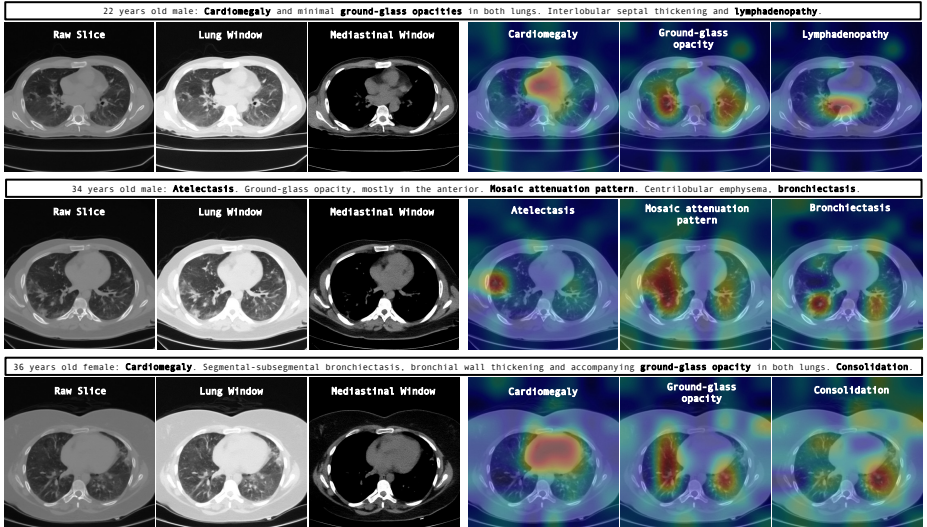 22 years old male: Cardiomegaly and minimal ground-glass opacities in both lungs. Interlobular septal thickening and lymphadenopathy.
Raw Slice
Lung Window
Mediastinal Window
Cardiomegaly
Ground-glass
opacity
Lymphadenopathy
34 years old male: Atelectasis. Ground-glass opacity, mostly in the anterior. Mosaic attenuation pattern. Centrilobular emphysema, bronchiectasis.
Raw Slice
Lung Window
Mediastinal Window
Atelectasis
Mosaic attenuation
pattern
Bronchiectasis
36 years old female: Cardiomegaly. Segmental-subsegmental bronchiectasis, bronchial wall thickening and accompanying ground-glass opacity in both lungs. Consolidation.
Raw Slice
Lung Window
Mediastinal Window
Cardiomegaly
Ground-glass
opacity
Consolidation